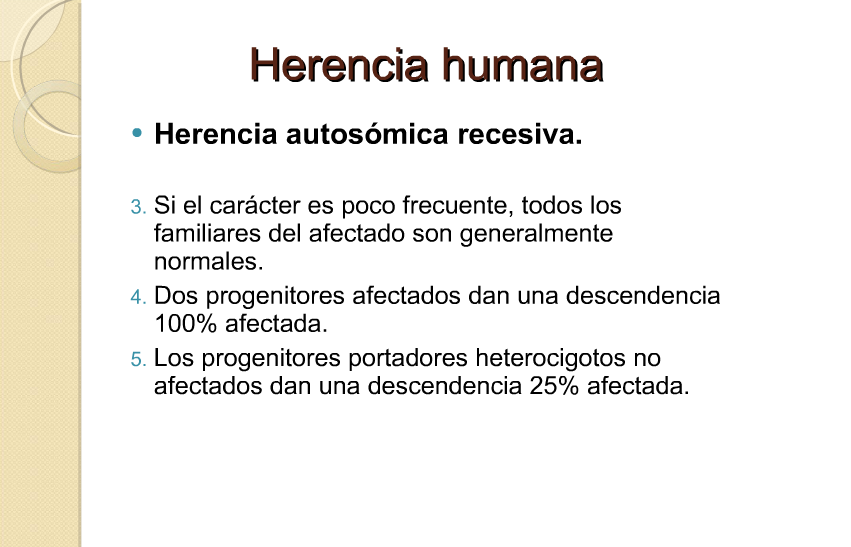 Herencia humana
• Herencia autosómica recesiva.
3. Si el carácter es poco frecuente, todos los
familiares del afectado son generalmente
normales.
4. Dos progenitores afectados dan una descendencia
100% afectada.
5. Los progenitores portadores heterocigotos no
afectados dan una descendencia 25% afectada.